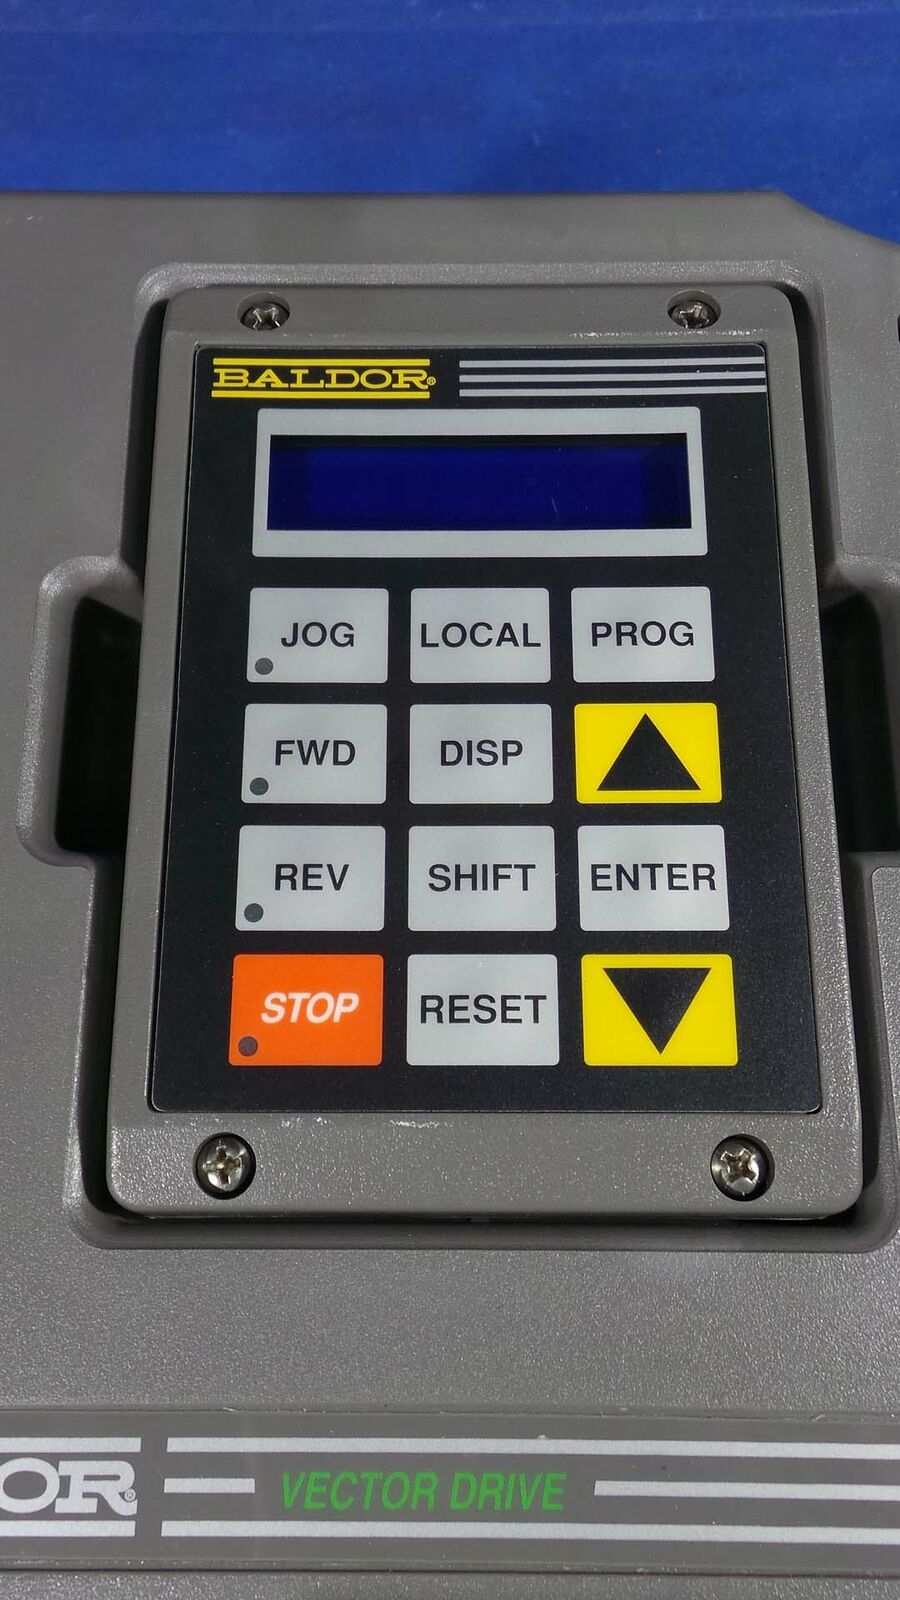 BALDOR®
JOG LOCAL PROG
FWD DISP
REV SHIFT ENTER
STOP RESET
OR® VECTOR DRIVE